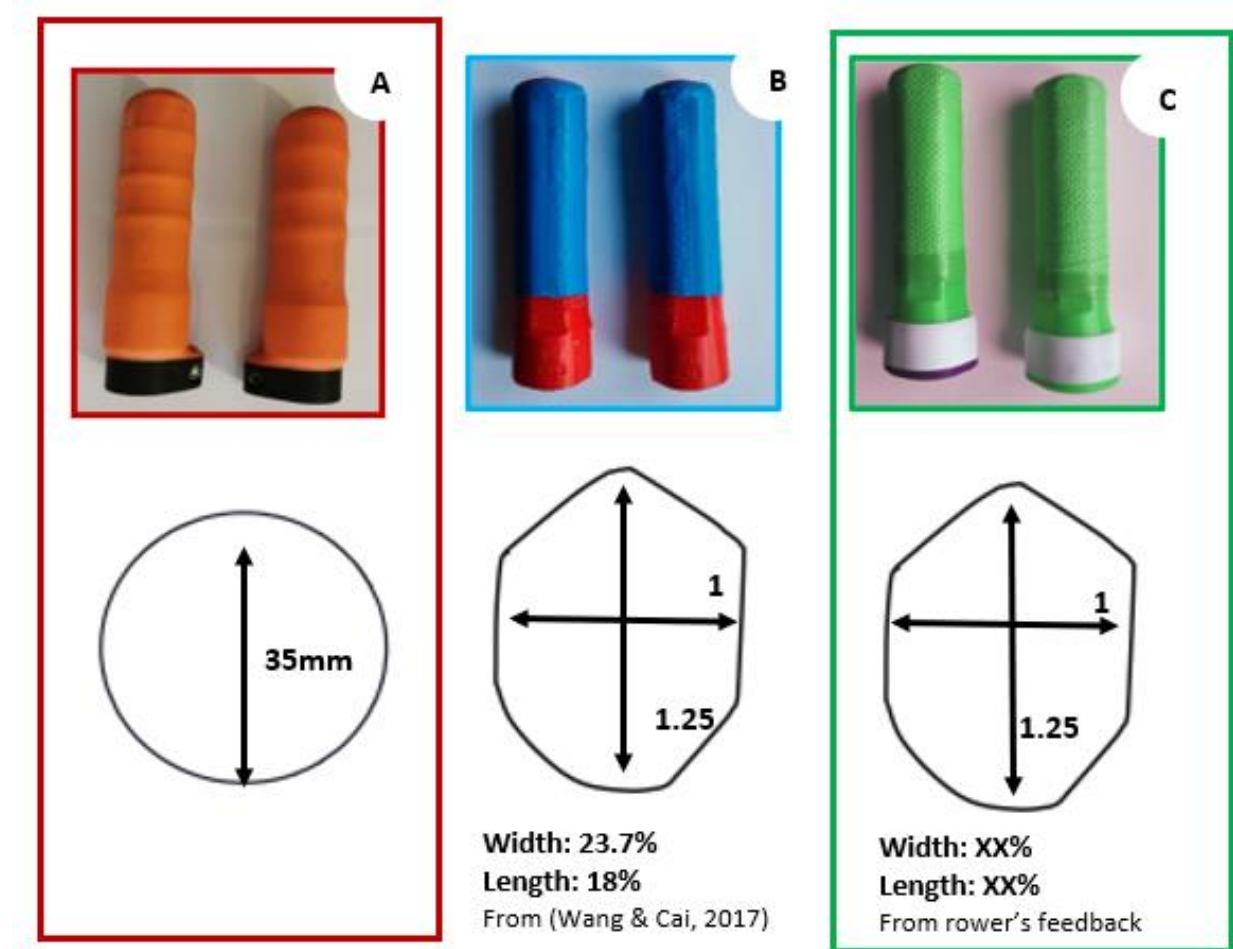 A
B
C
35mm
1
1.25
1
1.25
Width: 23.7%
Length: 18%
From (Wang & Cai, 2017)
Width: XX%
Length: XX%
From rower’s feedback